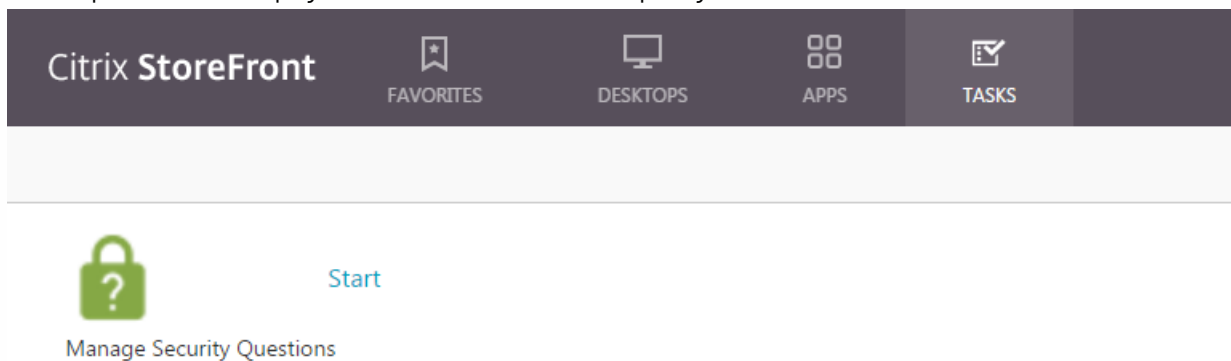 Citrix StoreFront
FAVORITES
DESKTOPS
APPS
TASKS
?
Start
Manage Security Questions